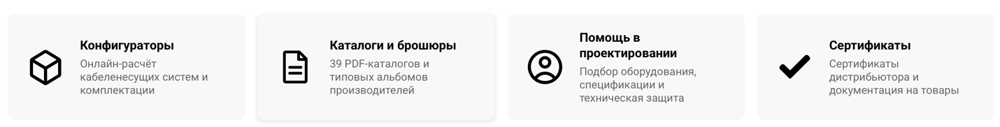 Конфигураторы
Онлайн-расчёт
кабеленесущих систем и
комплектации
Каталоги и брошюры
39 PDF-каталогов и
типовых альбомов
производителей
Помощь в
проектировании
Подбор оборудования,
спецификации и
техническая защита
Сертификаты
Сертификаты
дистрибьютора и
документация на товары